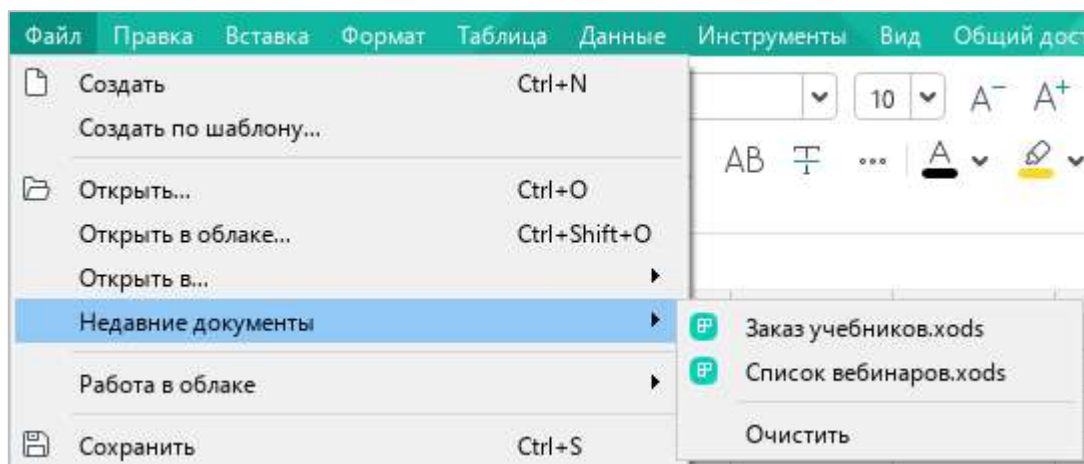 Файл Правка Вставка Формат Таблица Данные Инструменты Вид Общий дос
Создать Ctrl+N
10 A⁻ A⁺
Создать по шаблону...
AB T ... A
Открыть... Ctrl+O
Открыть в облаке... Ctrl+Shift+O
Открыть в...
Недавние документы
Заказ учебников.xods
Список вебинаров.xods
Работа в облаке
Очистить
Сохранить Ctrl+S